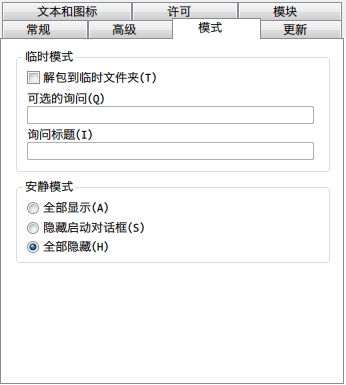 文本和图标 许可 模块
常规 高级 模式 更新
临时模式
解包到临时文件夹(T)
可选的询问(Q)
询问标题(I)
安静模式
全部显示(A)
隐藏启动对话框(S)
全部隐藏(H)